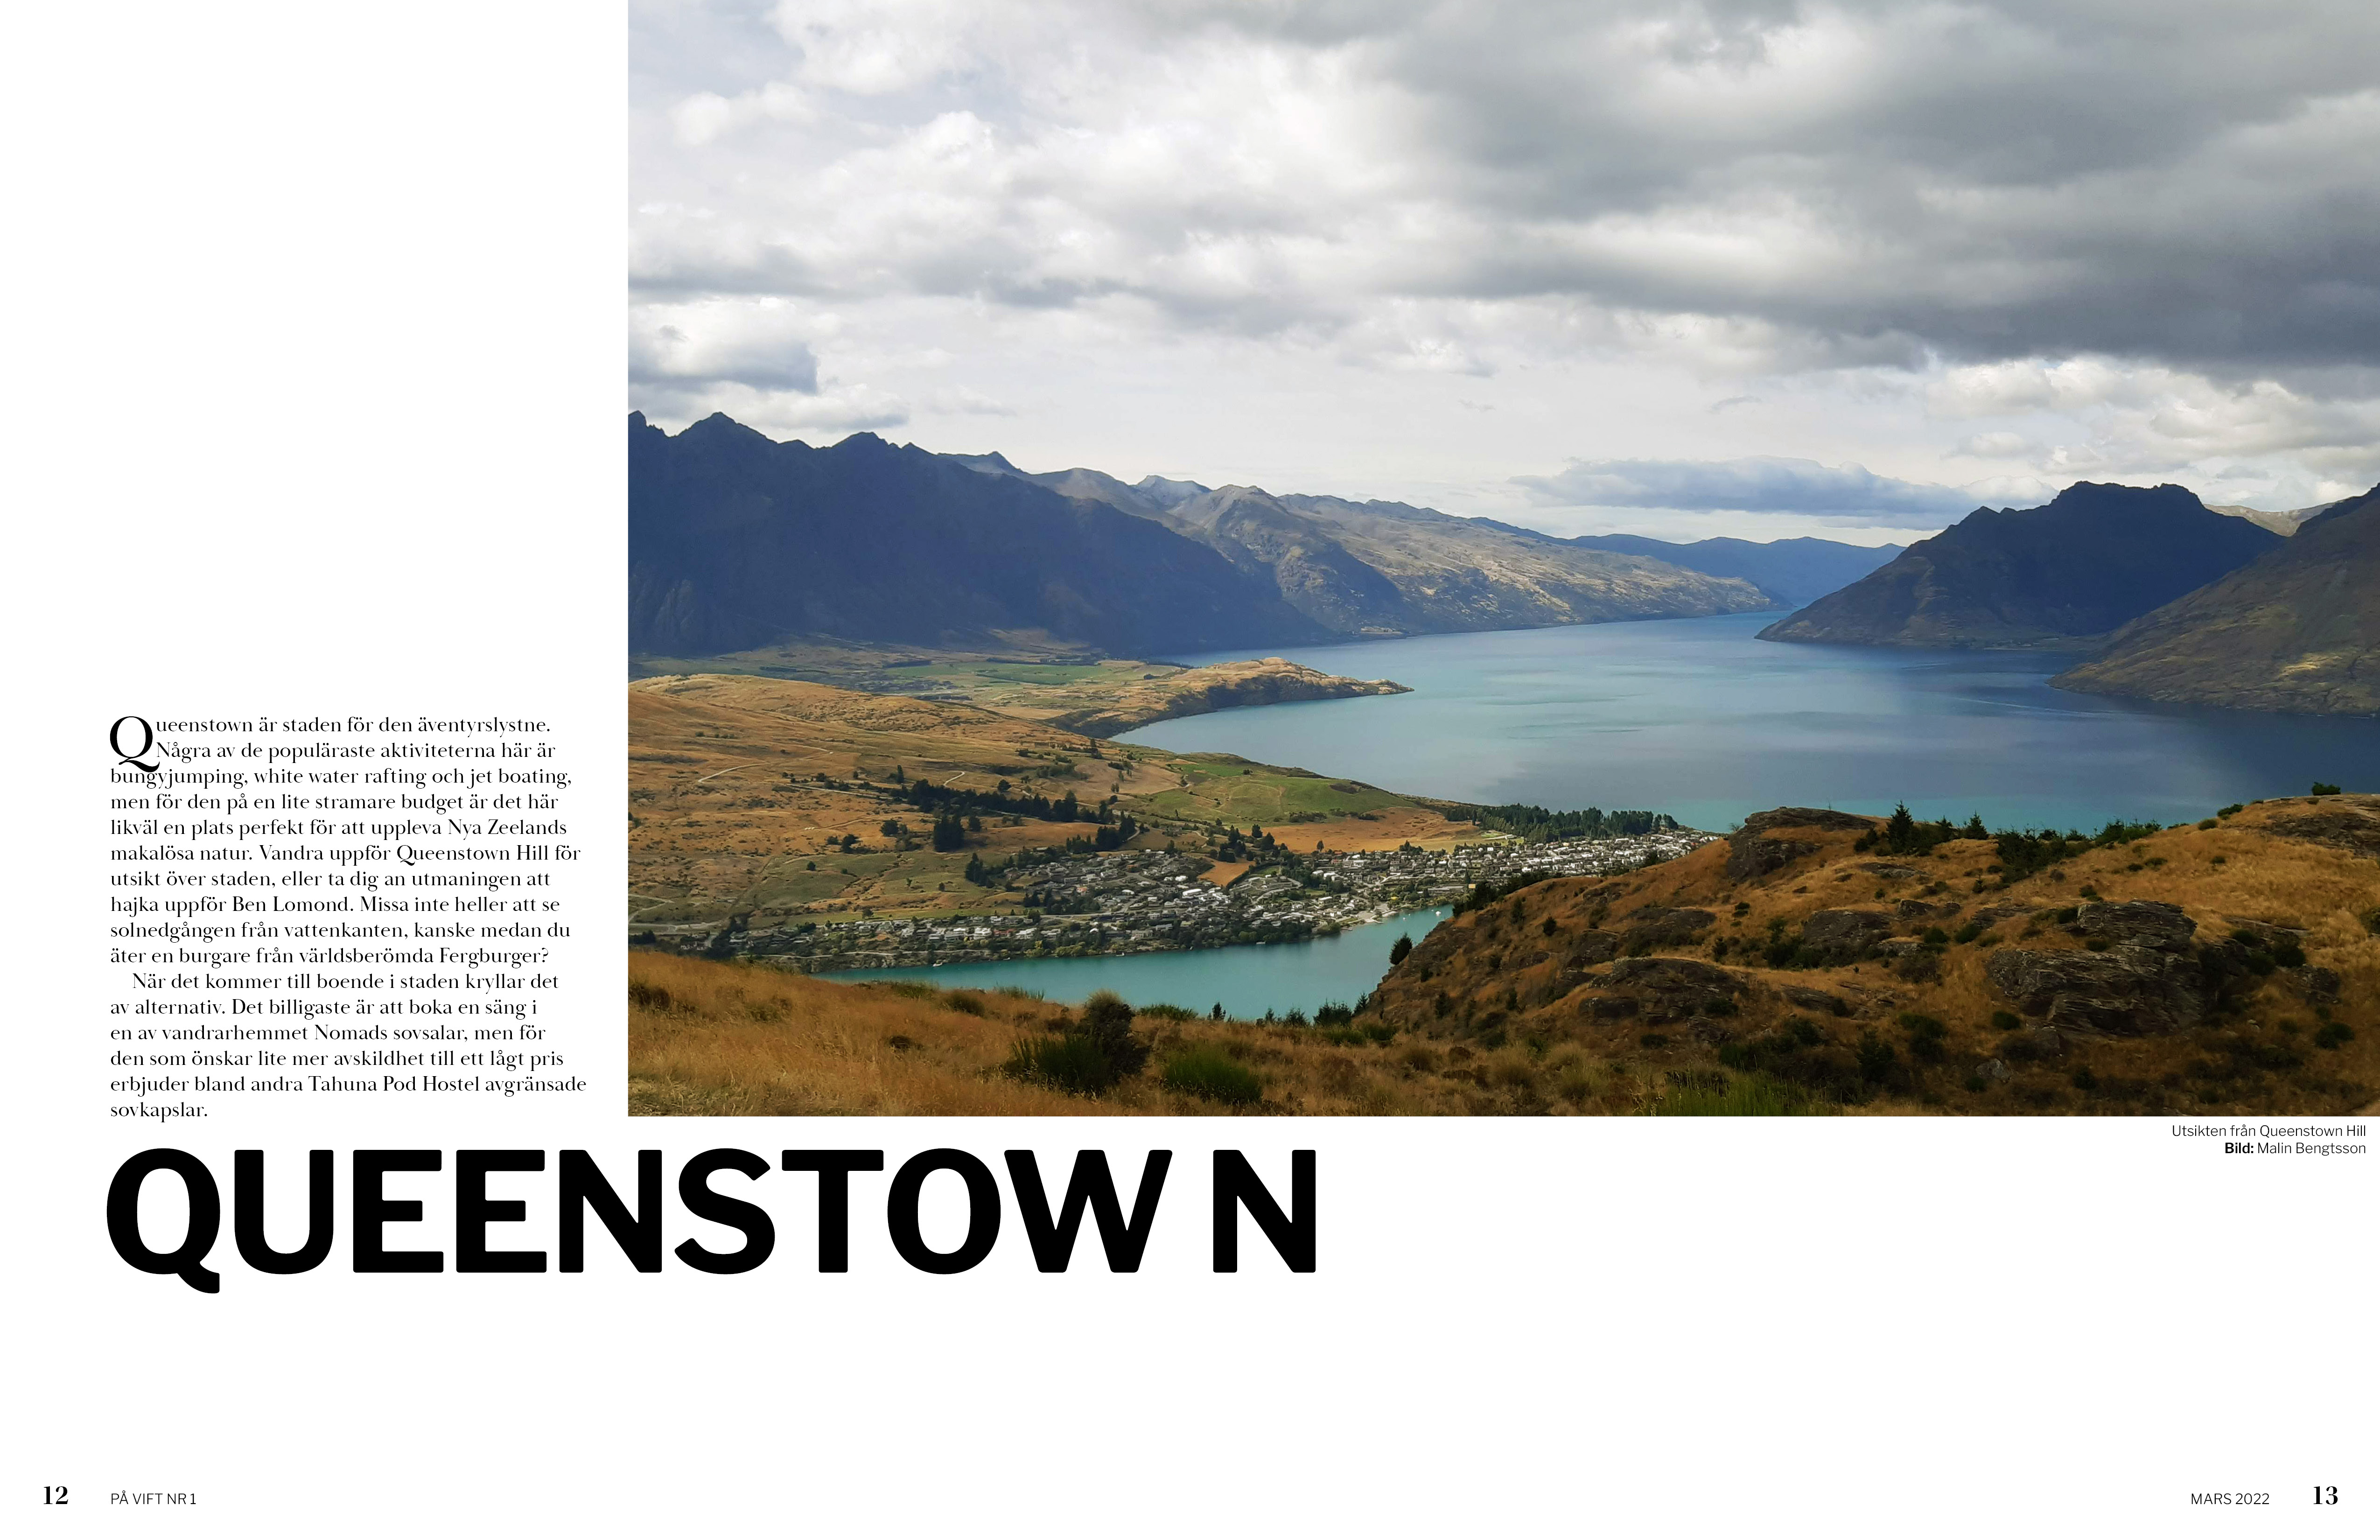 Queenstown är staden för den äventyrslystne.
Några av de populäraste aktiviteterna här är
bungyjumping, white water rafting och jet boating,
men för den på en lite stramare budget är det här
likväl en plats perfekt för att uppleva Nya Zeelands
makalösa natur. Vandra uppför Queenstown Hill för
utsikt över staden, eller ta dig an utmaningen att
hajka uppför Ben Lomond. Missa inte heller att se
solnedgången från vattenkanten, kanske medan du
äter en burgare från världsberömda Fergburger?
När det kommer till boende i staden kryllar det
av alternativ. Det billigaste är att boka en säng i
en av vandrarhemmet Nomads sovsalar, men för
den som önskar lite mer avskildhet till ett lågt pris
erbjuder bland andra Tahuna Pod Hostel avgränsade
sovkapslar.
Utsikten från Queenstown Hill
Bild: Malin Bengtsson
QUEENSTOWN
12 PÅ VIFT NR 1
MARS 2022 13